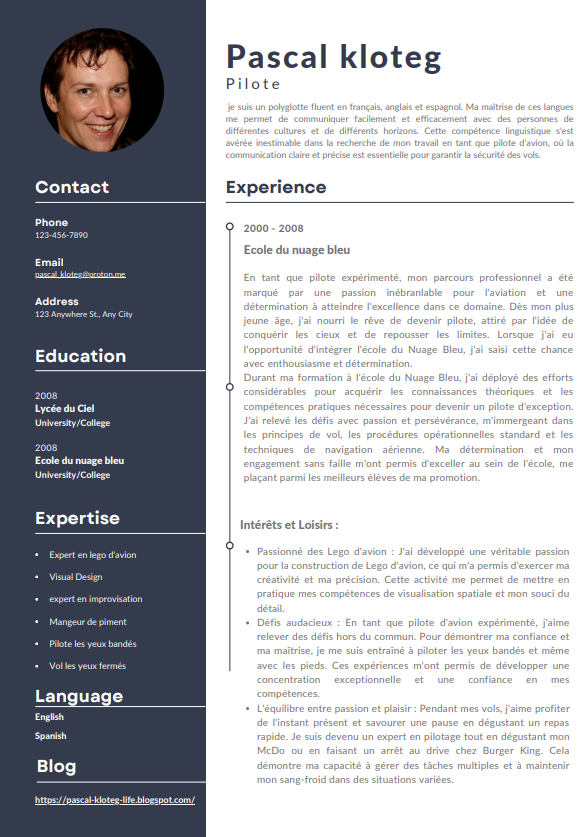 Pascal kloteg
Pilote
je suis un polyglotte fluent en français, anglais et espagnol. Ma maîtrise de ces langues
me permet de communiquer facilement et efficacement avec des personnes de
différentes cultures et de différents horizons. Cette compétence linguistique s'est
avérée inestimable dans la recherche de mon travail en tant que pilote d'avion, où la
communication claire et précise est essentielle pour garantir la sécurité des vols.
Contact
Phone
123-456-7890
Email
pascal_kloteg@proton.me
Address
123 Anywhere St., Any City
Education
2008
Lycée du Ciel
University/College
2008
Ecole du nuage bleu
University/College
Expertise
• Expert en lego d'avion
• Visual Design
• expert en improvisation
• Mangeur de piment
• Pilote les yeux bandés
• Vol les yeux fermés
Language
English
Spanish
Blog
https://pascal-kloteg-life.blogspot.com/
Experience
2000 - 2008
Ecole du nuage bleu
En tant que pilote expérimenté, mon parcours professionnel a été
marqué par une passion inébranlable pour l'aviation et une
détermination à atteindre l'excellence dans ce domaine. Dès mon plus
jeune âge, j'ai nourri le rêve de devenir pilote, attiré par l'idée de
conquérir les cieux et de repousser les limites. Lorsque j'ai eu
l'opportunité d'intégrer l'école du Nuage Bleu, j'ai saisi cette chance
avec enthousiasme et détermination.
Durant ma formation à l'école du Nuage Bleu, j'ai déployé des efforts
considérables pour acquérir les connaissances théoriques et les
compétences pratiques nécessaires pour devenir un pilote d'exception.
J'ai relevé les défis avec passion et persévérance, m'immergeant dans
les principes de vol, les procédures opérationnelles standard et les
techniques de navigation aérienne. Ma détermination et mon
engagement sans faille m'ont permis d'exceller au sein de l'école, me
plaçant parmi les meilleurs élèves de ma promotion.
Intérêts et Loisirs :
• Passionné des Lego d'avion : J'ai développé une véritable passion
pour la construction de Lego d'avion, ce qui m'a permis d'exercer ma
créativité et ma précision. Cette activité me permet de mettre en
pratique mes compétences de visualisation spatiale et mon souci du
détail.
• Défis audacieux : En tant que pilote d'avion expérimenté, j'aime
relever des défis hors du commun. Pour démontrer ma confiance et
ma maîtrise, je me suis entraîné à piloter les yeux bandés et même
avec les pieds. Ces expériences m'ont permis de développer une
concentration exceptionnelle et une confiance en mes
compétences.
• L'équilibre entre passion et plaisir : Pendant mes vols, j'aime profiter
de l'instant présent et savourer une pause en dégustant un repas
rapide. Je suis devenu un expert en pilotage tout en dégustant mon
McDo ou en faisant un arrêt au drive chez Burger King. Cela
démontre ma capacité à gérer des tâches multiples et à maintenir
mon sang-froid dans des situations variées.